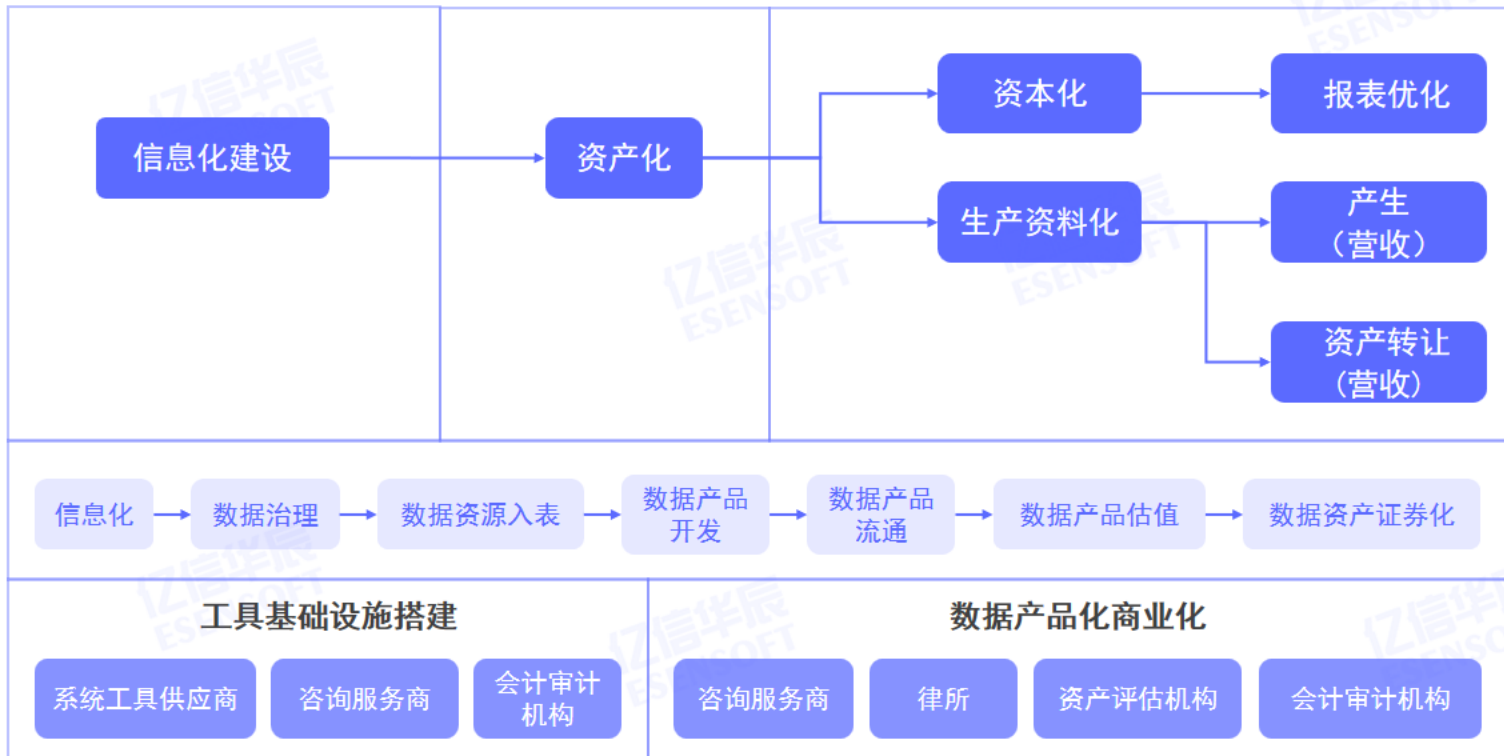 信息化建设
资产化
资本化
报表优化
生产资料化
产生
（营收）
资产转让
(营收)
信息化
数据治理
数据资源入表
数据产品
开发
数据产品
流通
数据产品估值
数据资产证券化
工具基础设施搭建
数据产品化商业化
系统工具供应商
咨询服务商
会计审计
机构
咨询服务商
律所
资产评估机构
会计审计机构
亿信华辰
ESENSOFT